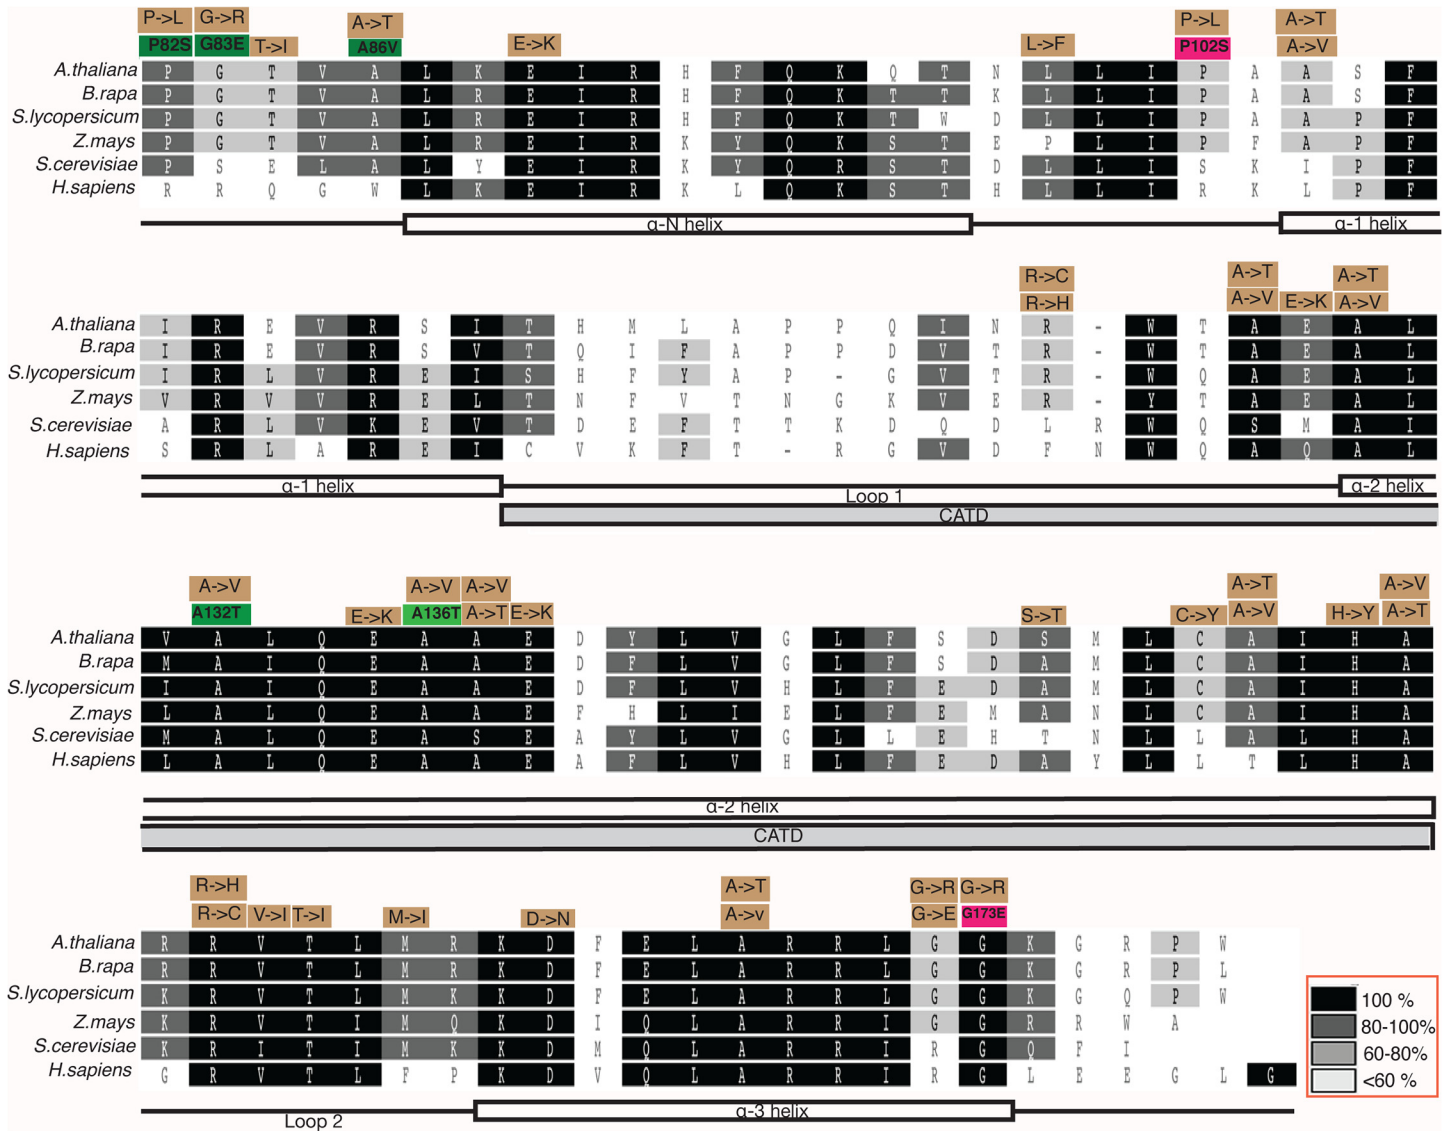 P->L G->R A->T P->L A->T
P82S G83E T->I A86V E->K L->F P102S A->V
A.thaliana P G T V A L K E I R H F Q K Q T N L L I P A A S F
B.rapa P G T V A L R E I R H F Q K T T K L L I P A A S F
S.lycopersicum P G T V A L R E I R H F Q K T W D L L I P A A P F
Z.mays P G T V A L R E I R K Y Q K S T E P L I P F A P F
S.cerevisiae P S E L A L Y E I R K Y Q R S T D L L I S K I P F
H.sapiens R R Q G W L K E I R K L Q K S T H L L I R K L P F
α-N helix α-1 helix
R->C A->T A->T
R->H A->V E->K A->V
A.thaliana I R E V R S I T H M L A P P Q I N R - W T A E A L
B.rapa I R E V R S V T Q I F A P P D V T R - W T A E A L
S.lycopersicum I R L V R E I S H F Y A P - G V T R - W Q A E A L
Z.mays V R V V R E L T N F V T N G K V E R - Y T A E A L
S.cerevisiae A R L V K E V T D E F T T K D Q D L R W Q S M A I
H.sapiens S R L A R E I C V K F T - R G V D F N W Q A Q A L
α-1 helix Loop 1 α-2 helix
CATD
A->V A->V A->V A->T A->V
A132T E->K A136T A->T E->K S->T C->Y A->V H->Y A->T
A.thaliana V A L Q E A A E D Y L V G L F S D S M L C A I H A
B.rapa M A I Q E A A E D F L V G L F S D A M L C A I H A
S.lycopersicum I A I Q E A A E D F L V H L F E D A M L C A I H A
Z.mays L A L Q E A A E F H L I E L F E M A N L C A I H A
S.cerevisiae M A L Q E A S E A Y L V G L L E H T N L L A L H A
H.sapiens L A L Q E A A E A F L V H L F E D A Y L L T L H A
α-2 helix
CATD
R->H A->T G->R G->R
R->C V->I T->I M->I D->N A->v G->E G173E
A.thaliana R R V T L M R K D F E L A R R L G G K G R P W
B.rapa R R V T L M R K D F E L A R R L G G K G R P L
S.lycopersicum K R V T L M K K D F E L A R R L G G K G Q P W
Z.mays K R V T I M Q K D I Q L A R R I G G R R W A
S.cerevisiae K R I T I M K K D M Q L A R R I R G Q F I
H.sapiens G R V T L F P K D V Q L A R R I R G L E E G L G
Loop 2 α-3 helix
100 %
80-100%
60-80%
<60 %